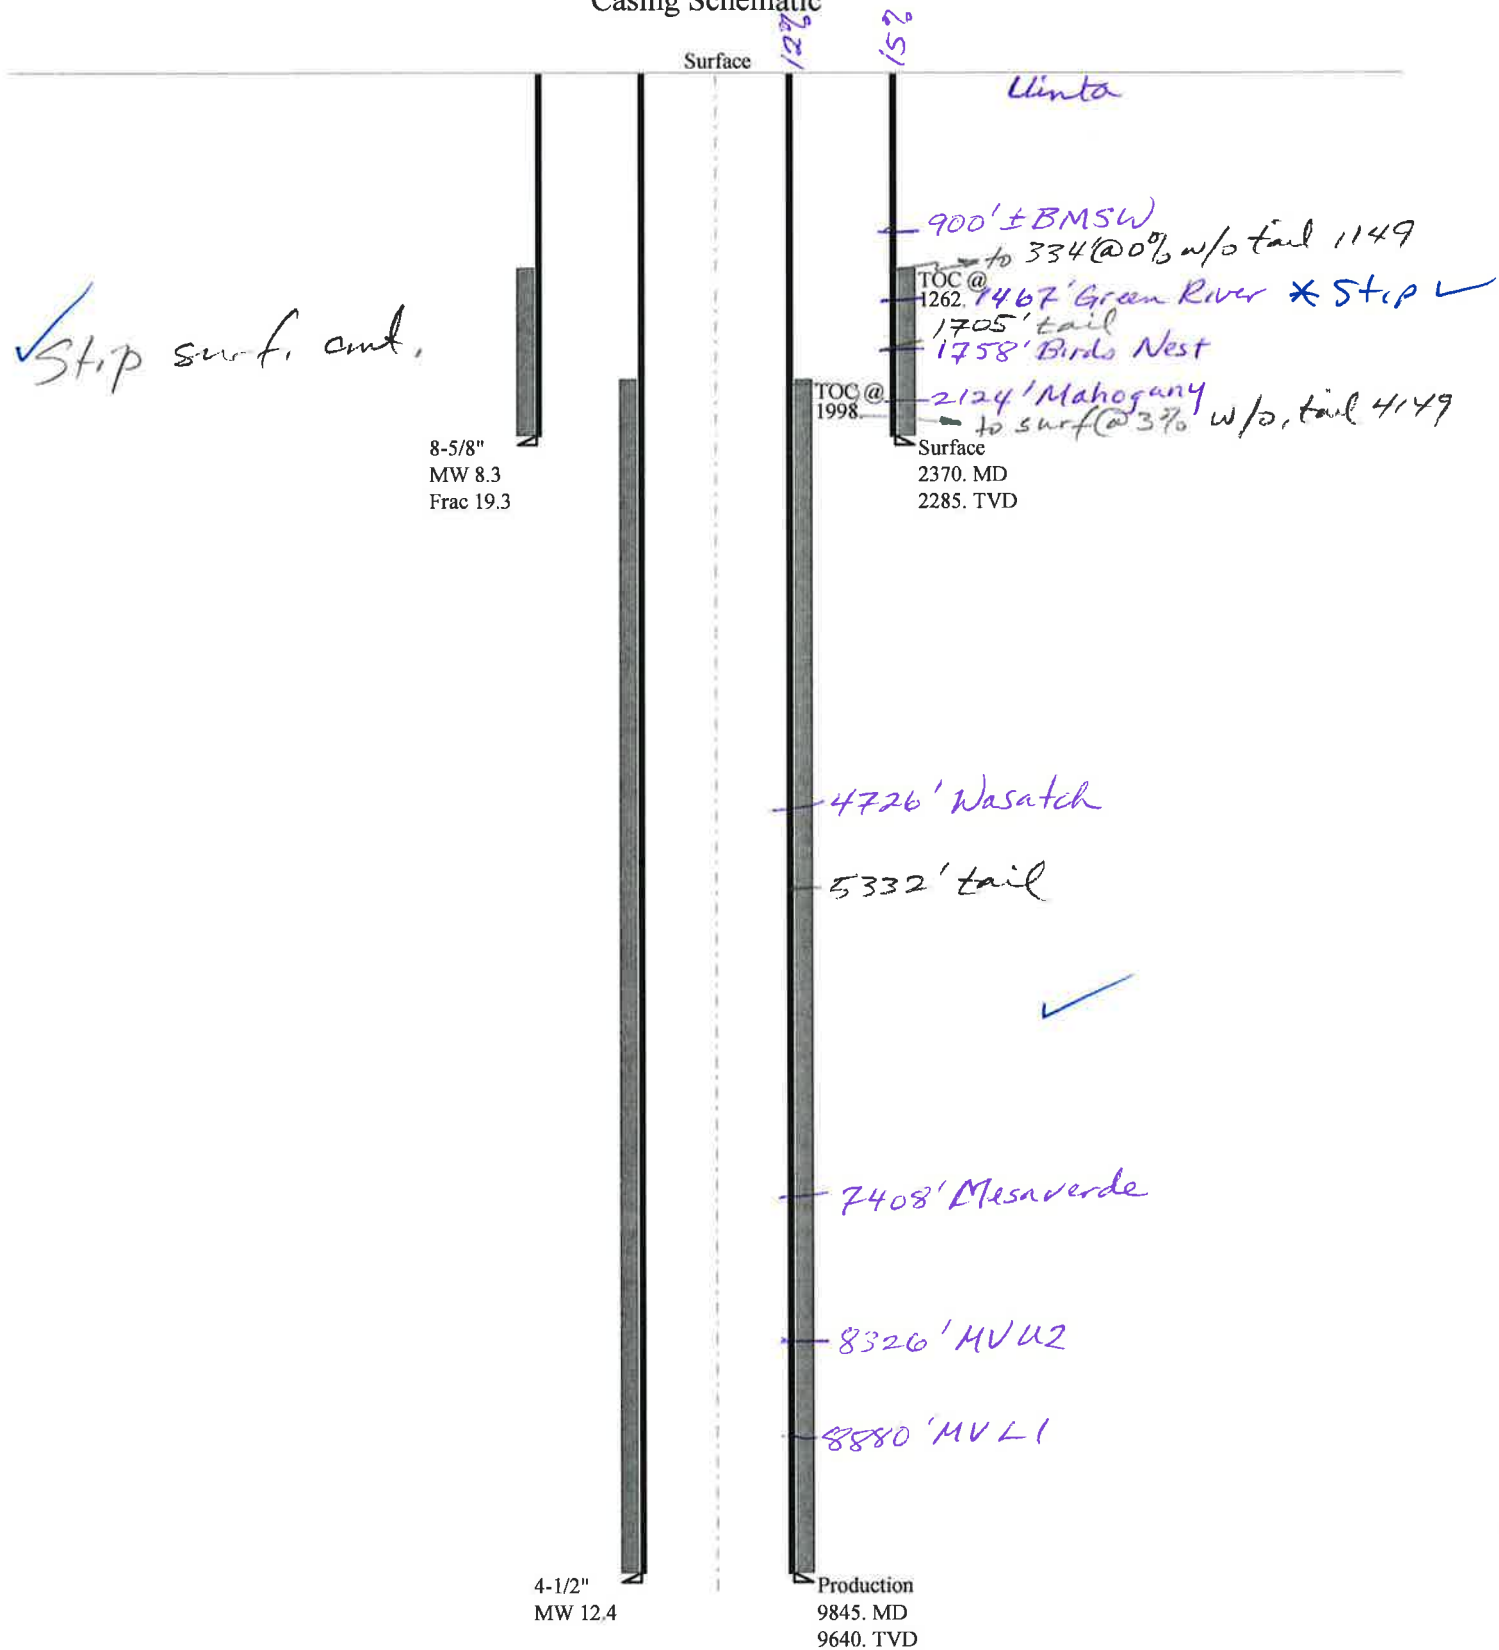 Casing Schematic
12%
15%
Surface
Uinta
900' ± BMSW
to 334' @ 0% w/o tail 1149
TOC @
1262.
1467' Green River * Stip ✓
1705' tail
1758' Birds Nest
✓ Stip surf. cmt.
TOC @
1998.
2124' Mahogany
to surf @ 3% w/o, tail 4149
8-5/8"
MW 8.3
Frac 19.3
Surface
2370. MD
2285. TVD
4726' Wasatch
5332' tail
✓
7408' Mesaverde
8326' MVU2
8880' MVL1
4-1/2"
MW 12.4
Production
9845. MD
9640. TVD